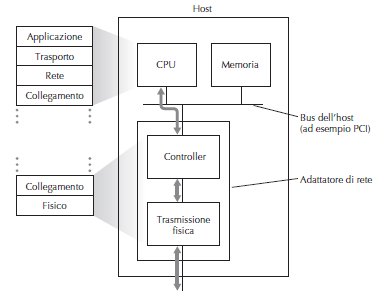 Host
Applicazione
Trasporto
Rete
Collegamento
CPU
Memoria
Bus dell'host
(ad esempio PCI)
Controller
Adattatore di rete
Collegamento
Fisico
Trasmissione
fisica